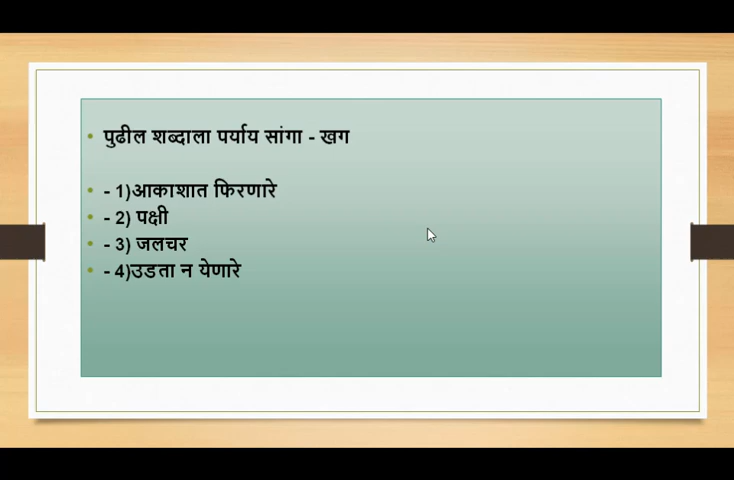 • पुढील शब्दाला पर्याय सांगा - खग
• - 1)आकाशात फिरणारे
• - 2) पक्षी
• - 3) जलचर
• - 4)उडता न येणारे